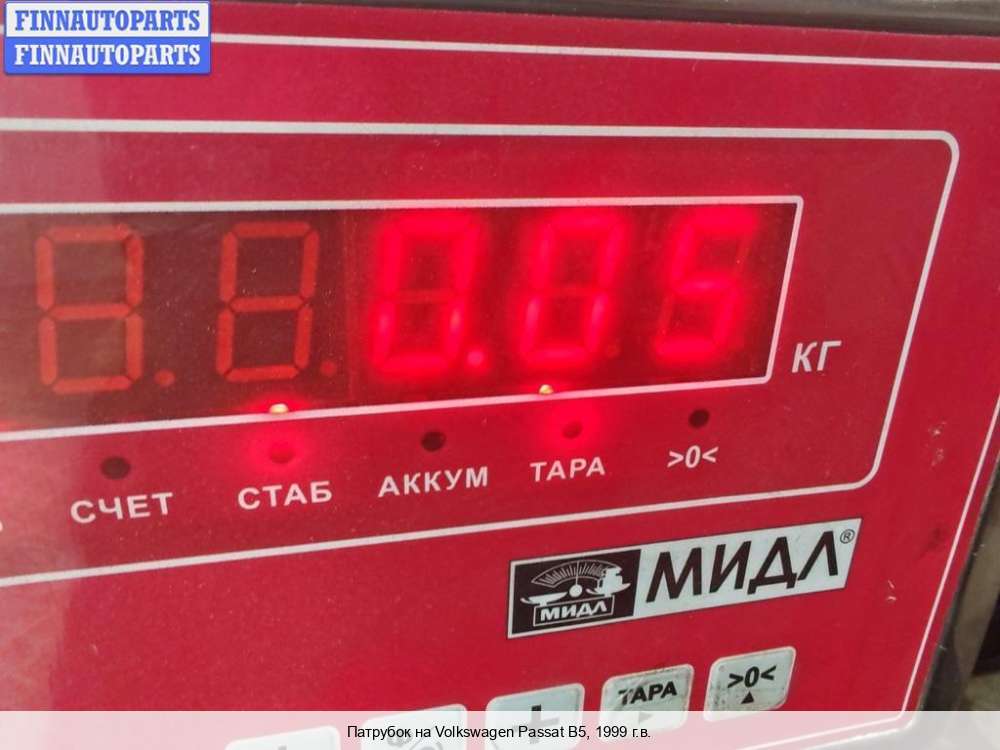 FINNAUTOPARTS
FINNAUTOPARTS
0.05
КГ
СЧЕТ
СТАБ
АККУМ
ТАРА
>0<
МИДЛ
МИДЛ®
ТАРА
>0<
Патрубок на Volkswagen Passat B5, 1999 г.в.